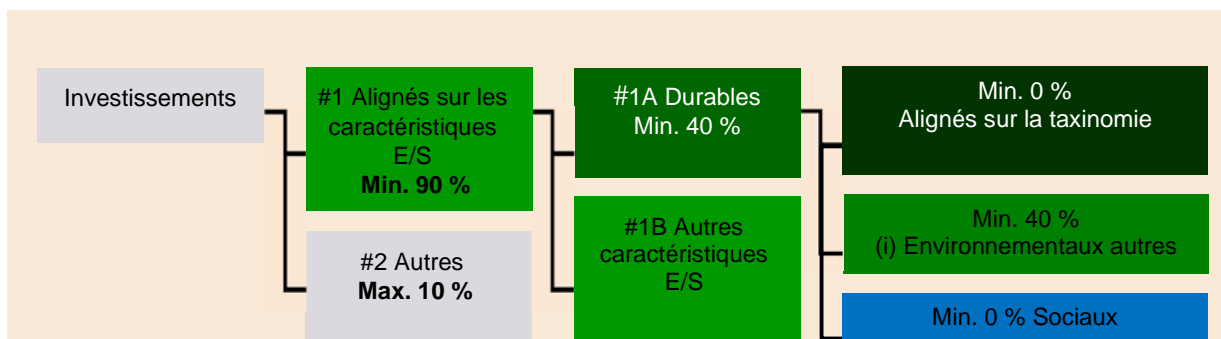 Investissements
#1 Alignés sur les
caractéristiques
E/S
Min. 90 %
#2 Autres
Max. 10 %
#1A Durables
Min. 40 %
#1B Autres
caractéristiques
E/S
Min. 0 %
Alignés sur la taxinomie
Min. 40 %
(i) Environnementaux autres
Min. 0 % Sociaux